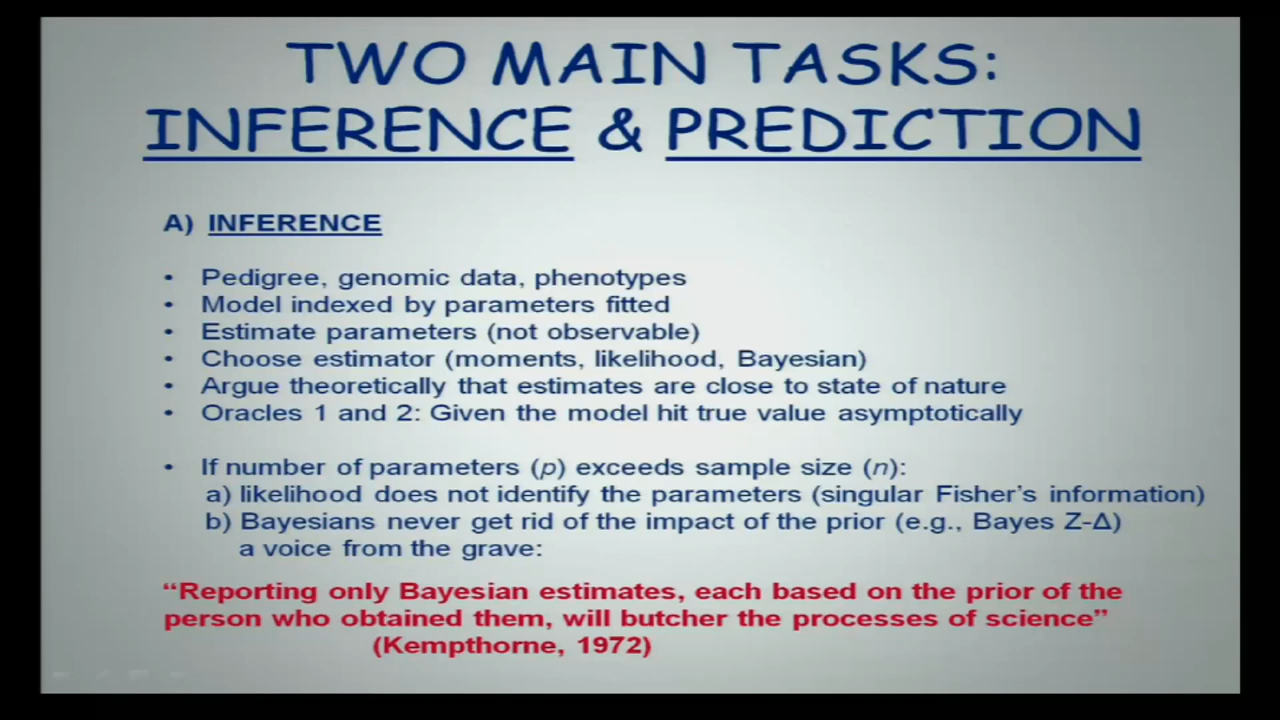 TWO MAIN TASKS:
INFERENCE & PREDICTION
A) INFERENCE
• Pedigree, genomic data, phenotypes
• Model indexed by parameters fitted
• Estimate parameters (not observable)
• Choose estimator (moments, likelihood, Bayesian)
• Argue theoretically that estimates are close to state of nature
• Oracles 1 and 2: Given the model hit true value asymptotically
• If number of parameters (p) exceeds sample size (n):
a) likelihood does not identify the parameters (singular Fisher's information)
b) Bayesians never get rid of the impact of the prior (e.g., Bayes Z-Δ)
a voice from the grave:
“Reporting only Bayesian estimates, each based on the prior of the
person who obtained them, will butcher the processes of science”
(Kempthorne, 1972)